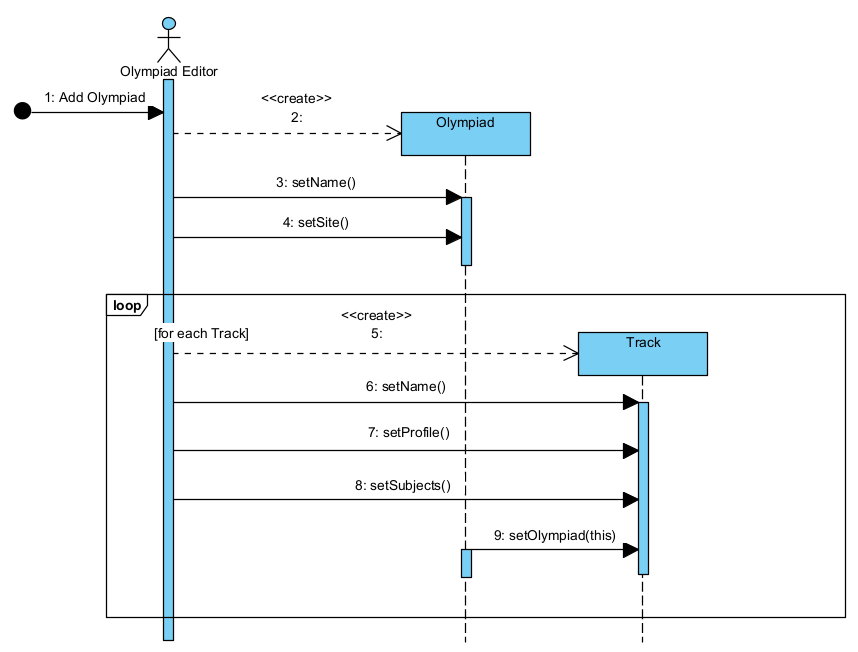 Olympiad Editor
1: Add Olympiad
<<create>>
2:
Olympiad
3: setName()
4: setSite()
loop
[for each Track]
<<create>>
5:
Track
6: setName()
7: setProfile()
8: setSubjects()
9: setOlympiad(this)